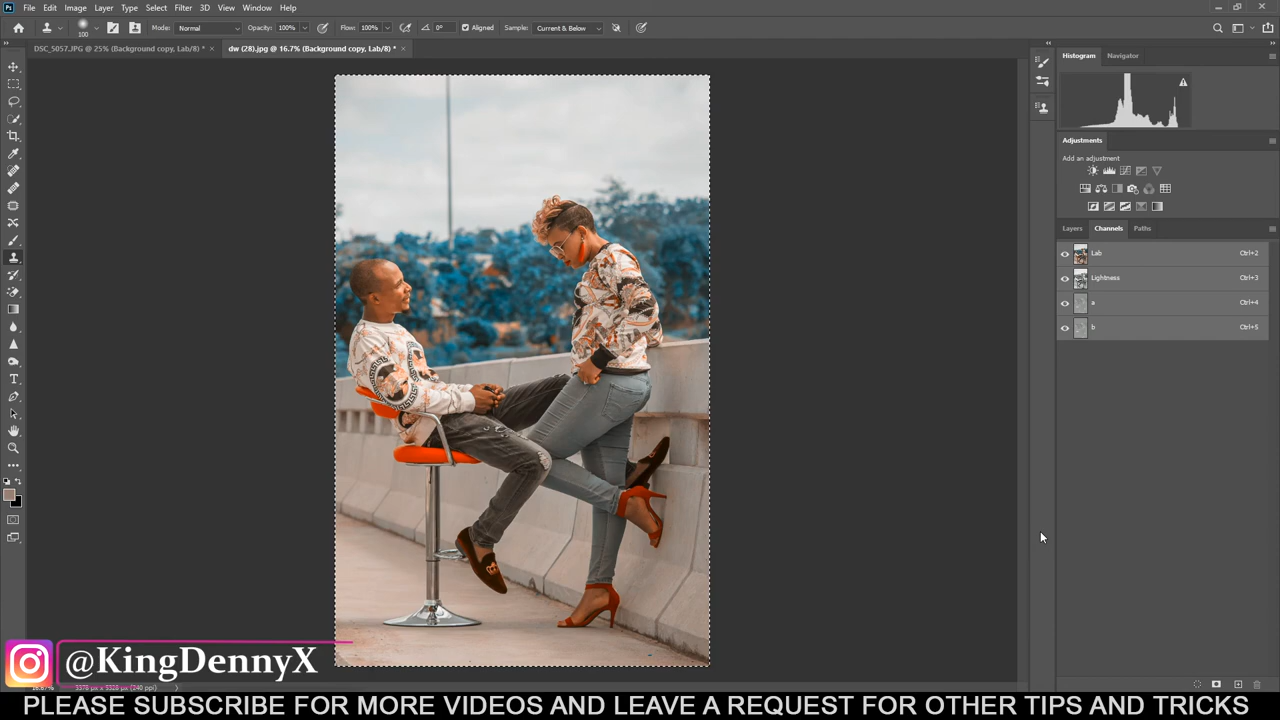 Ps File Edit Image Layer Type Select Filter 3D View Window Help
100 Mode: Normal Opacity: 100% Flow: 100% 0° Aligned Sample: Current & Below
DSC_5057.JPG @ 25% (Background copy, Lab/8) * × dw (28).jpg @ 16.7% (Background copy, Lab/8) * ×
Histogram Navigator
Adjustments
Add an adjustment
Layers Channels Paths
Lab Ctrl+2
Lightness Ctrl+3
a Ctrl+4
b Ctrl+5
@KingDennyX
PLEASE SUBSCRIBE FOR MORE VIDEOS AND LEAVE A REQUEST FOR OTHER TIPS AND TRICKS